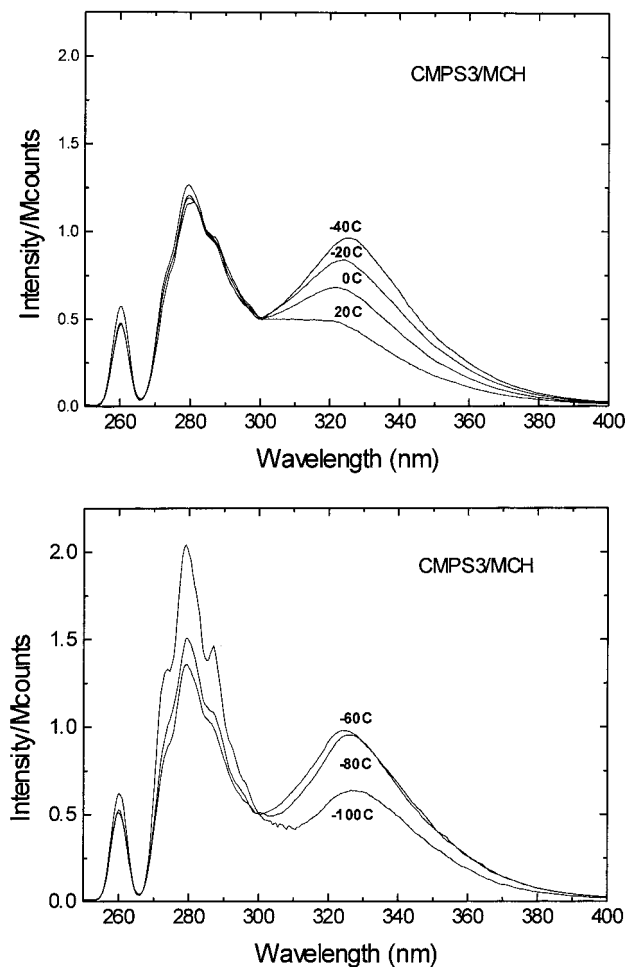 CMPS3/MCH
Intensity/Mcounts
2.0
1.5
1.0
0.5
0.0
-40C
-20C
0C
20C
260 280 300 320 340 360 380 400
Wavelength (nm)
CMPS3/MCH
Intensity/Mcounts
2.0
1.5
1.0
0.5
0.0
-60C
-80C
-100C
260 280 300 320 340 360 380 400
Wavelength (nm)